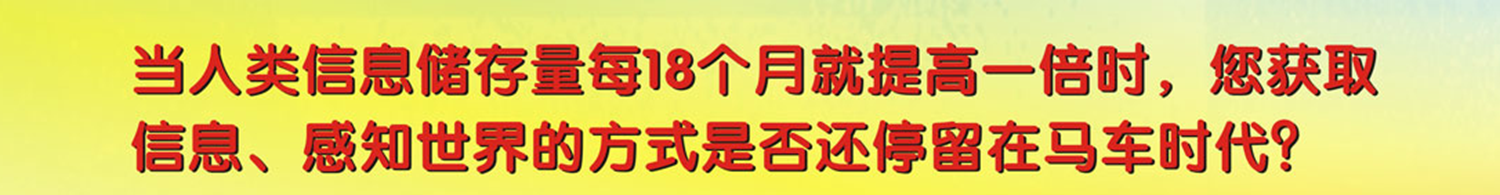 当人类信息储存量每18个月就提高一倍时，您获取
信息、感知世界的方式是否还停留在马车时代？